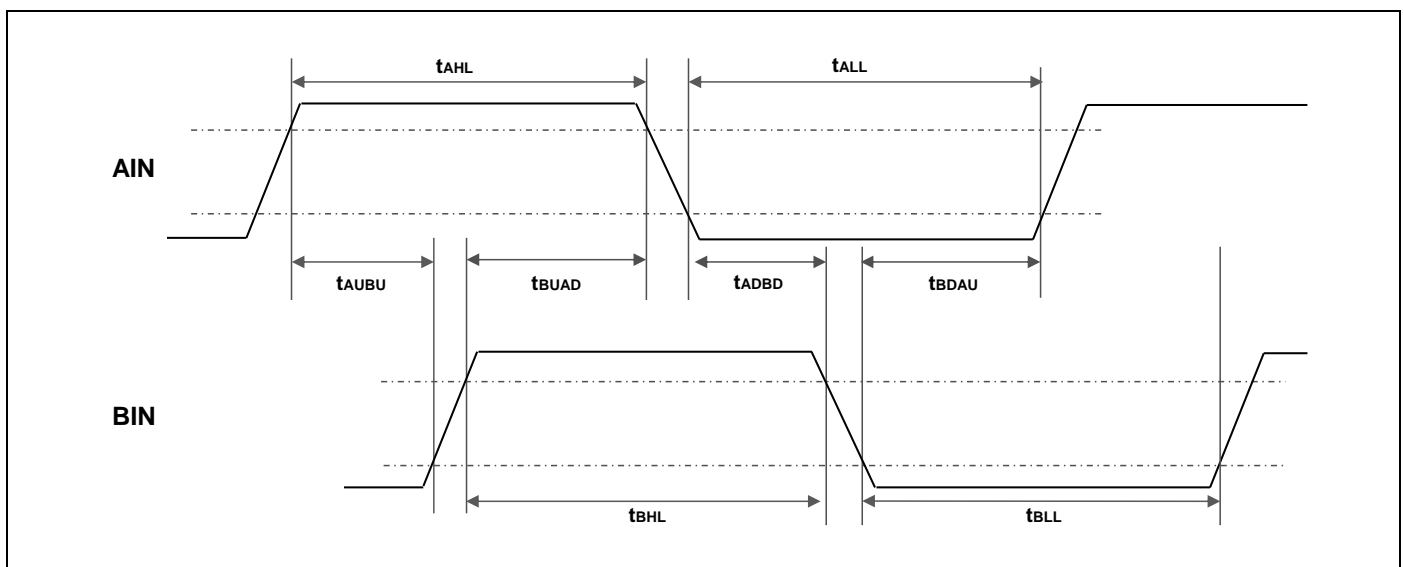 tAHL
tALL
AIN
tAUBU
tBUAD
tADBD
tBDAU
BIN
tBHL
tBLL